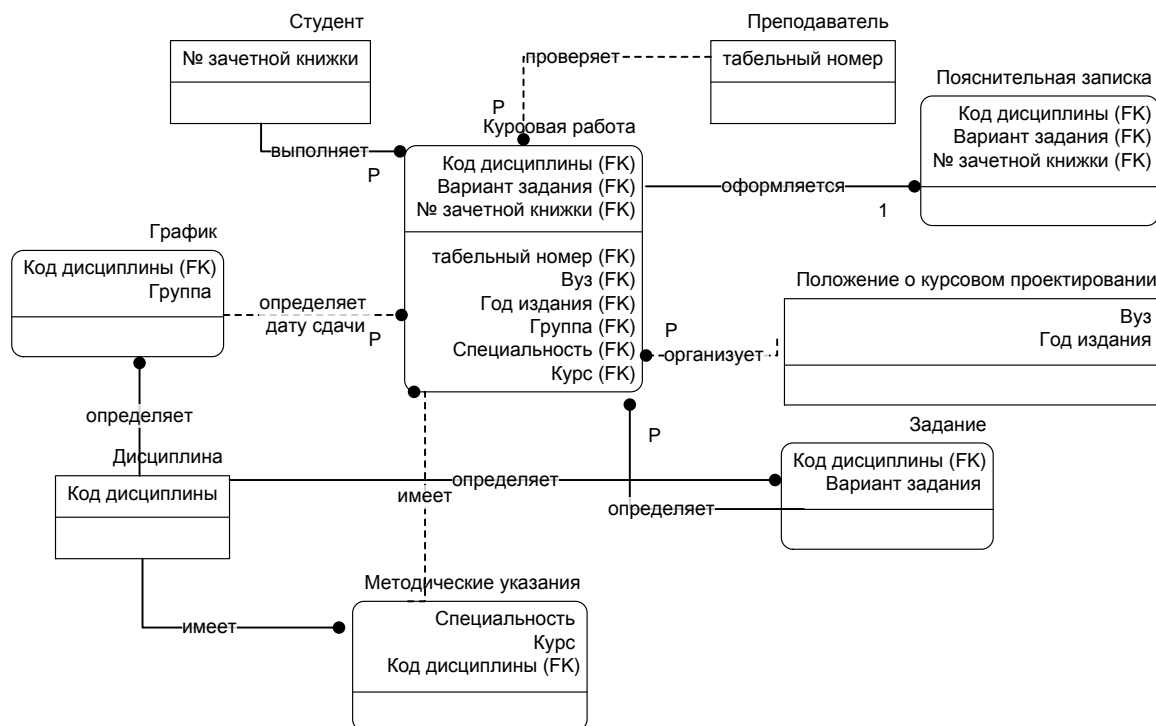 Студент
№ зачетной книжки
Преподаватель
табельный номер
проверяет
P
Пояснительная записка
Код дисциплины (FK)
Вариант задания (FK)
№ зачетной книжки (FK)
Курсовая работа
Код дисциплины (FK)
Вариант задания (FK)
№ зачетной книжки (FK)
табельный номер (FK)
Вуз (FK)
Год издания (FK)
Группа (FK)
Специальность (FK)
Курс (FK)
выполняет
P
оформляется
1
График
Код дисциплины (FK)
Группа
определяет
дату сдачи
P
Положение о курсовом проектировании
Вуз
Год издания
P
организует
определяет
Дисциплина
Код дисциплины
определяет
имеет
P
определяет
Задание
Код дисциплины (FK)
Вариант задания
имеет
Методические указания
Специальность
Курс
Код дисциплины (FK)